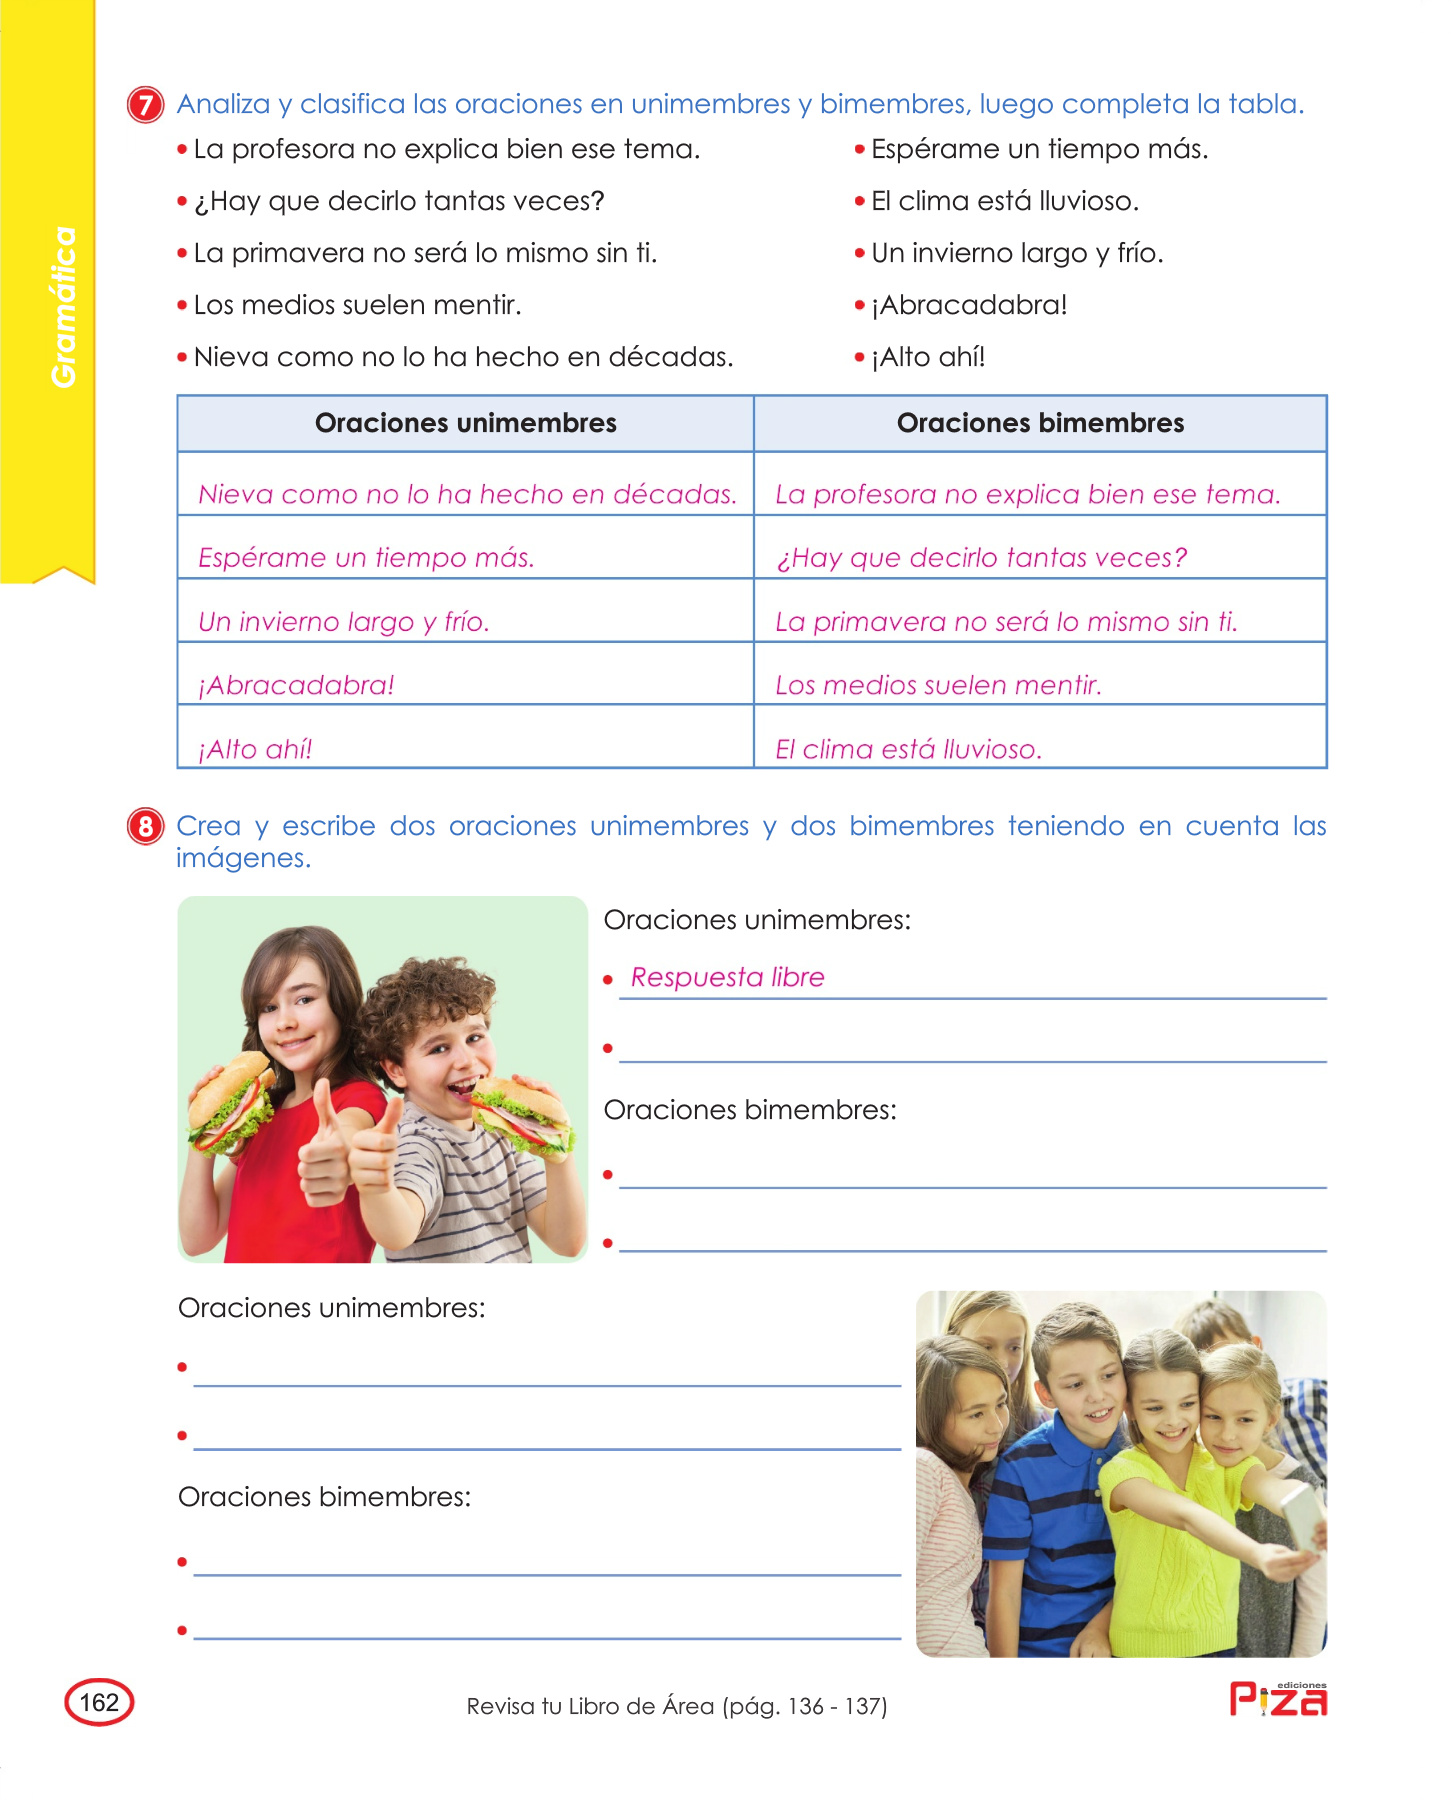 Gramática
7 Analiza y clasifica las oraciones en unimembres y bimembres, luego completa la tabla.
• La profesora no explica bien ese tema.
• ¿Hay que decirlo tantas veces?
• La primavera no será lo mismo sin ti.
• Los medios suelen mentir.
• Nieva como no lo ha hecho en décadas.
• Espérame un tiempo más.
• El clima está lluvioso.
• Un invierno largo y frío.
• ¡Abracadabra!
• ¡Alto ahí!
Oraciones unimembres Oraciones bimembres
Nieva como no lo ha hecho en décadas. La profesora no explica bien ese tema.
Espérame un tiempo más. ¿Hay que decirlo tantas veces?
Un invierno largo y frío. La primavera no será lo mismo sin ti.
¡Abracadabra! Los medios suelen mentir.
¡Alto ahí! El clima está lluvioso.
8 Crea y escribe dos oraciones unimembres y dos bimembres teniendo en cuenta las
imágenes.
Oraciones unimembres:
• Respuesta libre
•
Oraciones bimembres:
•
•
Oraciones unimembres:
•
•
Oraciones bimembres:
•
•
162
Revisa tu Libro de Área (pág. 136 - 137)
ediciones
Piza